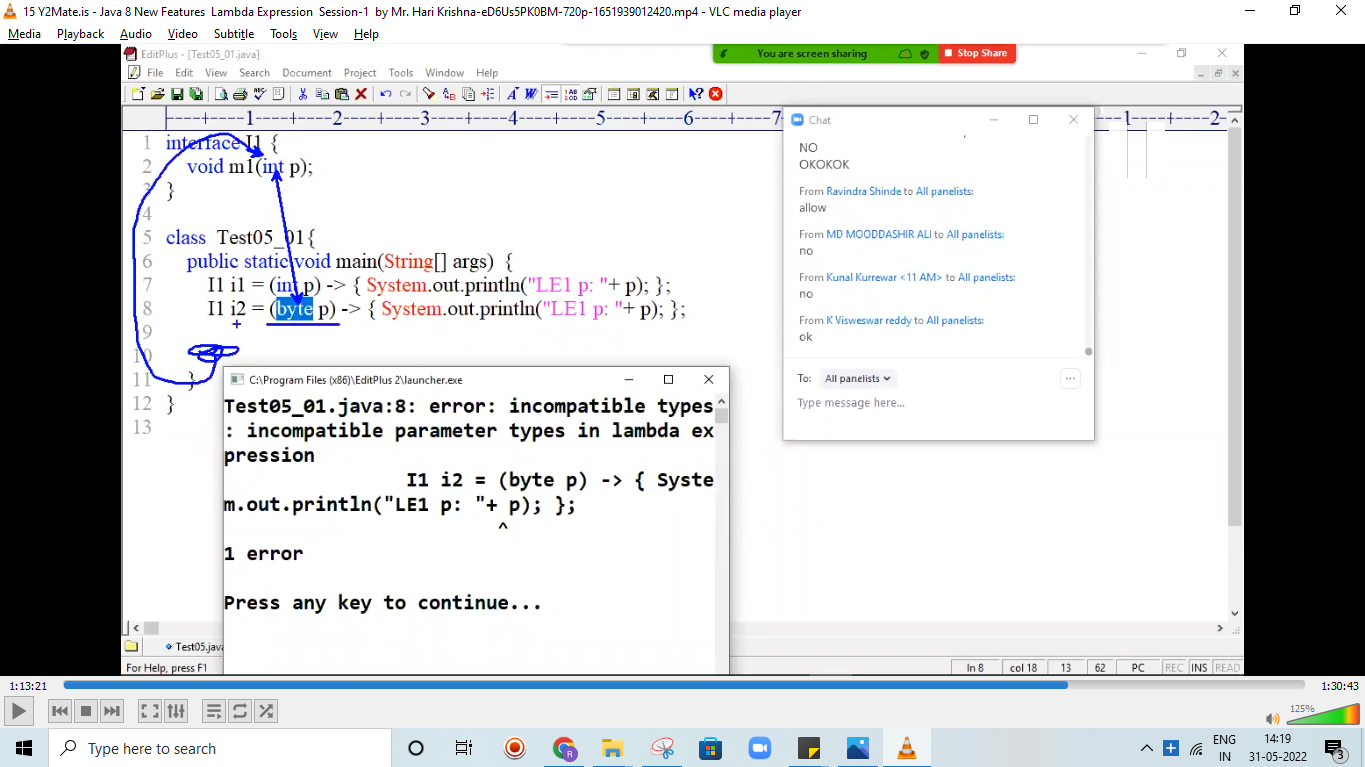 15 Y2Mate.is - Java 8 New Features Lambda Expression Session-1 by Mr. Hari Krishna-eD6Us5PK0BM-720p-1651939012420.mp4 - VLC media player
Media Playback Audio Video Subtitle Tools View Help
EditPlus - [Test05_01.java]
You are screen sharing
Stop Share
File Edit View Search Document Project Tools Window Help
----+----1----+----2----+----3----+----4----+----5----+----6----+----7
----+----1----+----2-
1 interface I1 {
2 void m1(int p);
3 }
4
5 class Test05_01{
6 public static void main(String[] args) {
7 I1 i1 = (int p) -> { System.out.println("LE1 p: "+ p); };
8 I1 i2 = (byte p) -> { System.out.println("LE1 p: "+ p); };
9
10
11 }
12 }
13
Chat
NO
OKOKOK
From Ravindra Shinde to All panelists:
allow
From MD MOODDASHIR ALI to All panelists:
no
From Kunal Kurrewar <11 AM> to All panelists:
no
From K Visweswar reddy to All panelists:
ok
To: All panelists
Type message here...
C:\Program Files (x86)\EditPlus 2\launcher.exe
Test05_01.java:8: error: incompatible types
: incompatible parameter types in lambda ex
pression
I1 i2 = (byte p) -> { Syste
m.out.println("LE1 p: "+ p); };
^
1 error
Press any key to continue...
Test05.java
For Help, press F1
ln 8 col 18 13 62 PC REC INS READ
1:13:21
1:30:43
125%
Type here to search
ENG
IN
14:19
31-05-2022
3